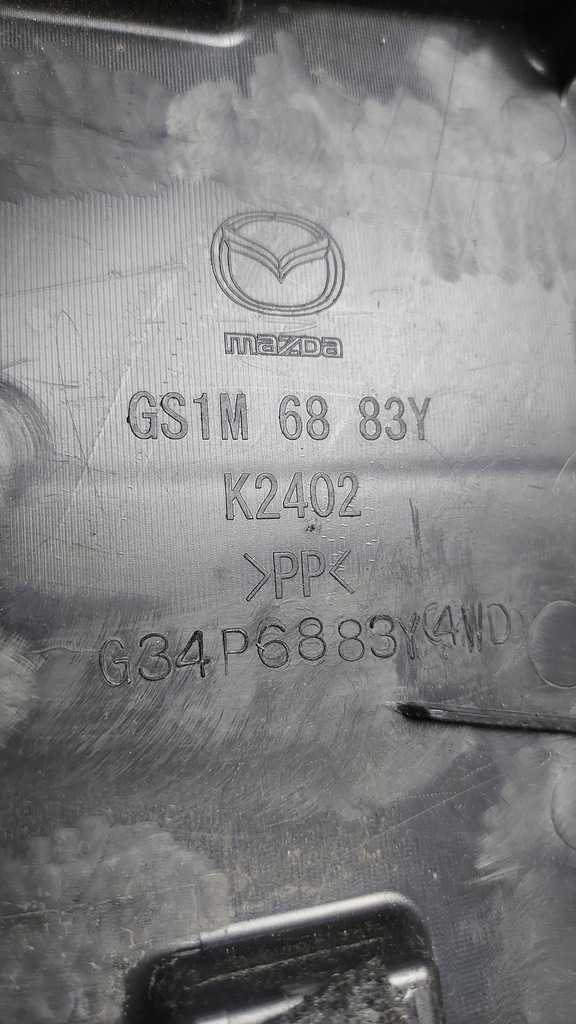 mazda
GS1M 68 83Y
K2402
>PP<
G34P6883Y(4WD)